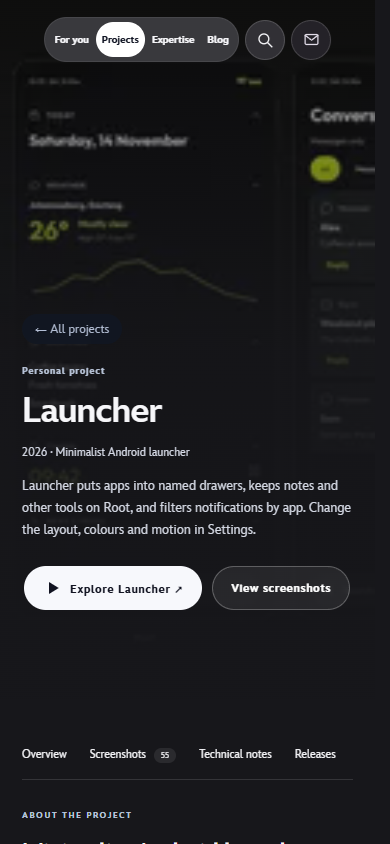 For you Projects Expertise Blog
TODAY
Saturday, 14 November
WEATHER
26° Mostly clear
← All projects
Personal project
Launcher
2026 · Minimalist Android launcher
Launcher puts apps into named drawers, keeps notes and
other tools on Root, and filters notifications by app. Change
the layout, colours and motion in Settings.
Explore Launcher ↗ View screenshots
Overview Screenshots 55 Technical notes Releases
ABOUT THE PROJECT